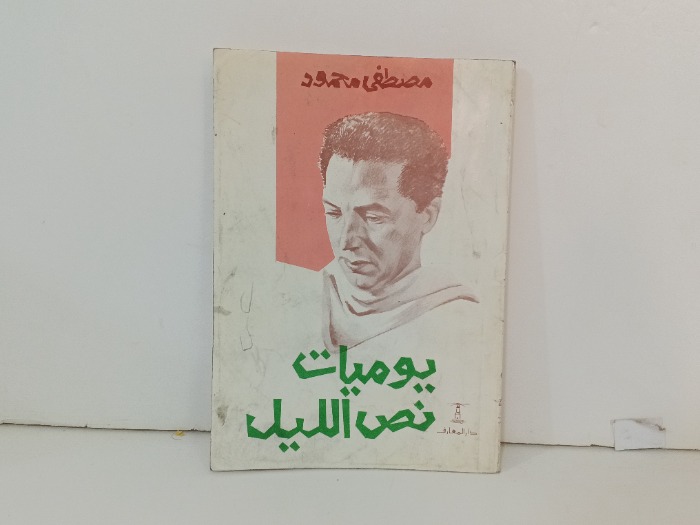 مصطفى محمود
يوميات
نص الليل
دار المعارف